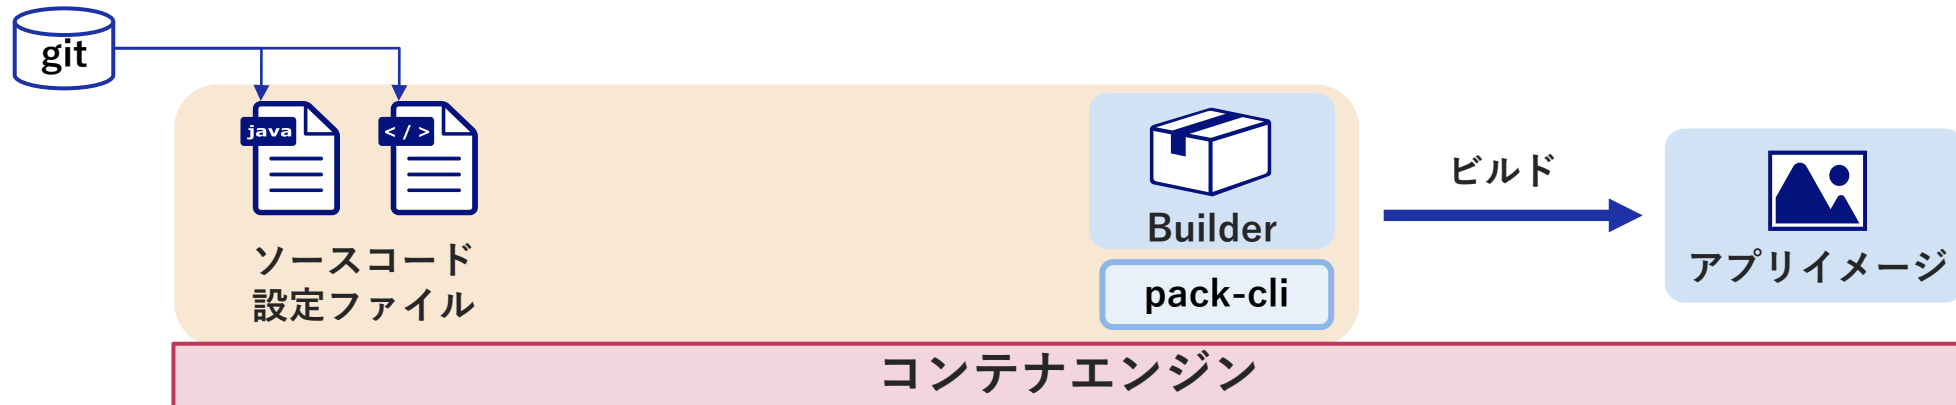 git
java
</>
ソースコード
設定ファイル
Builder
pack-cli
ビルド
アプリイメージ
コンテナエンジン